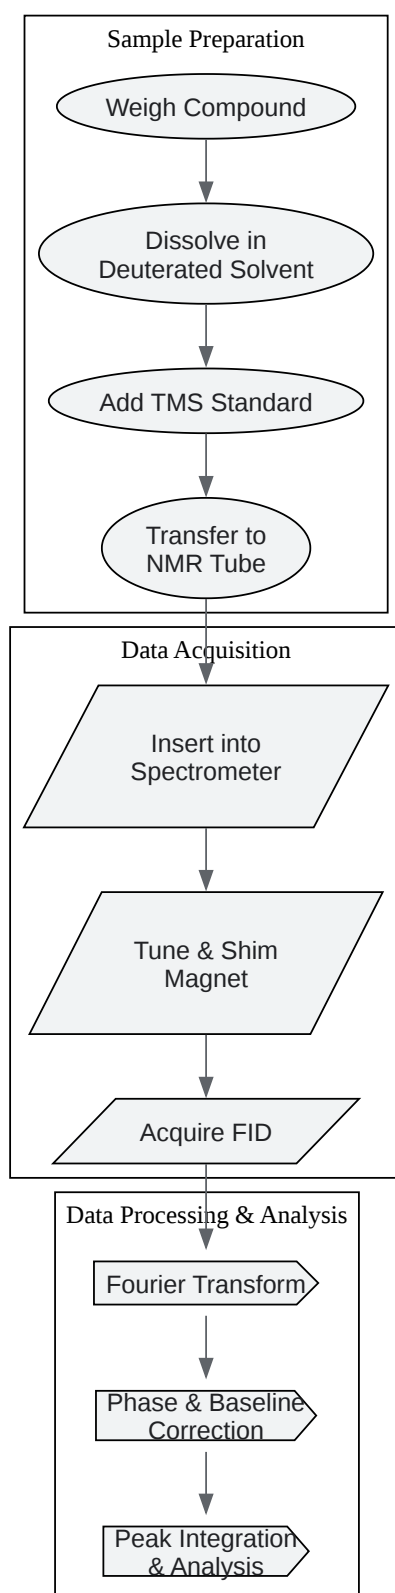 Sample Preparation
Weigh Compound
Dissolve in
Deuterated Solvent
Add TMS Standard
Transfer to
NMR Tube
Data Acquisition
Insert into
Spectrometer
Tune & Shim
Magnet
Acquire FID
Data Processing & Analysis
Fourier Transform
Phase & Baseline
Correction
Peak Integration
& Analysis